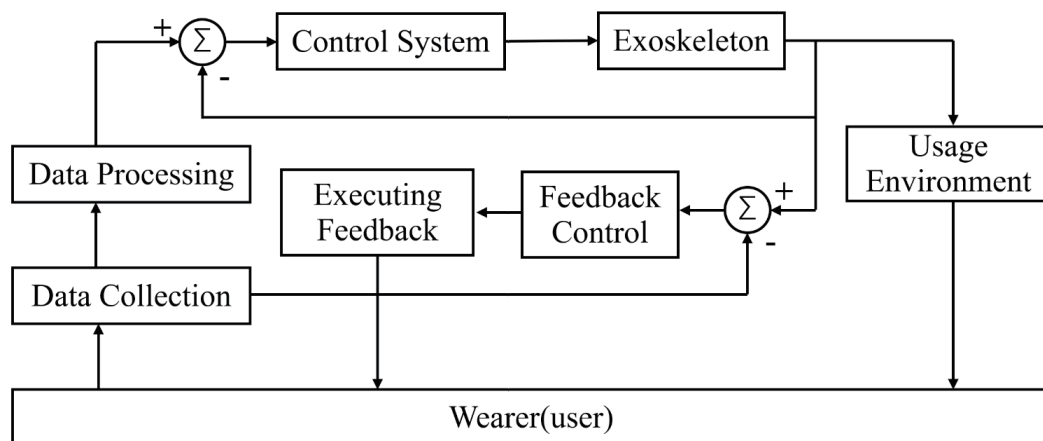 +
Σ
-
Control System
Exoskeleton
Data Processing
Usage
Environment
Executing
Feedback
Feedback
Control
Σ
+
-
Data Collection
Wearer(user)